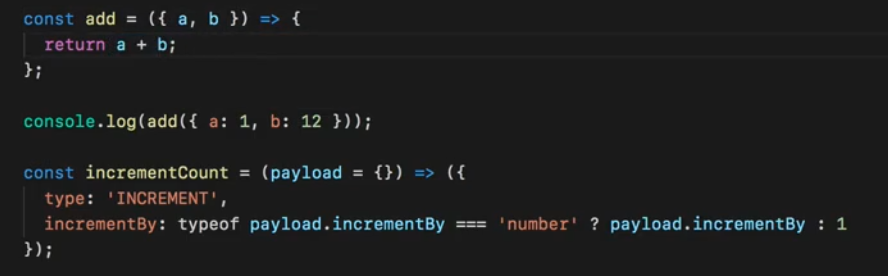 const add = ({ a, b }) => {
  return a + b;
};

console.log(add({ a: 1, b: 12 }));

const incrementCount = (payload = {}) => ({
  type: 'INCREMENT',
  incrementBy: typeof payload.incrementBy === 'number' ? payload.incrementBy : 1
});